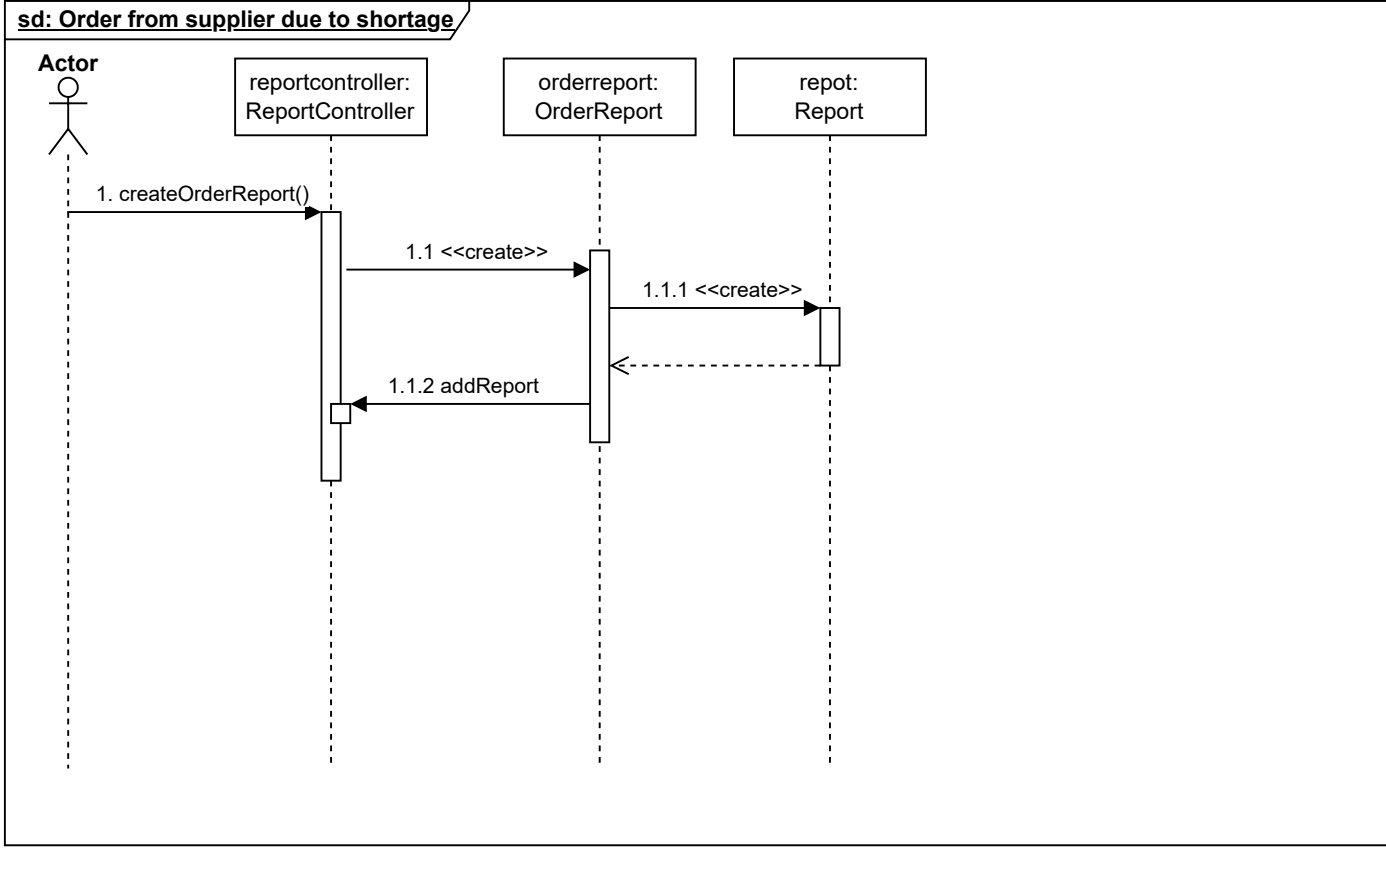 sd: Order from supplier due to shortage
Actor
reportcontroller:
ReportController
orderreport:
OrderReport
repot:
Report
1. createOrderReport()
1.1 <<create>>
1.1.1 <<create>>
1.1.2 addReport